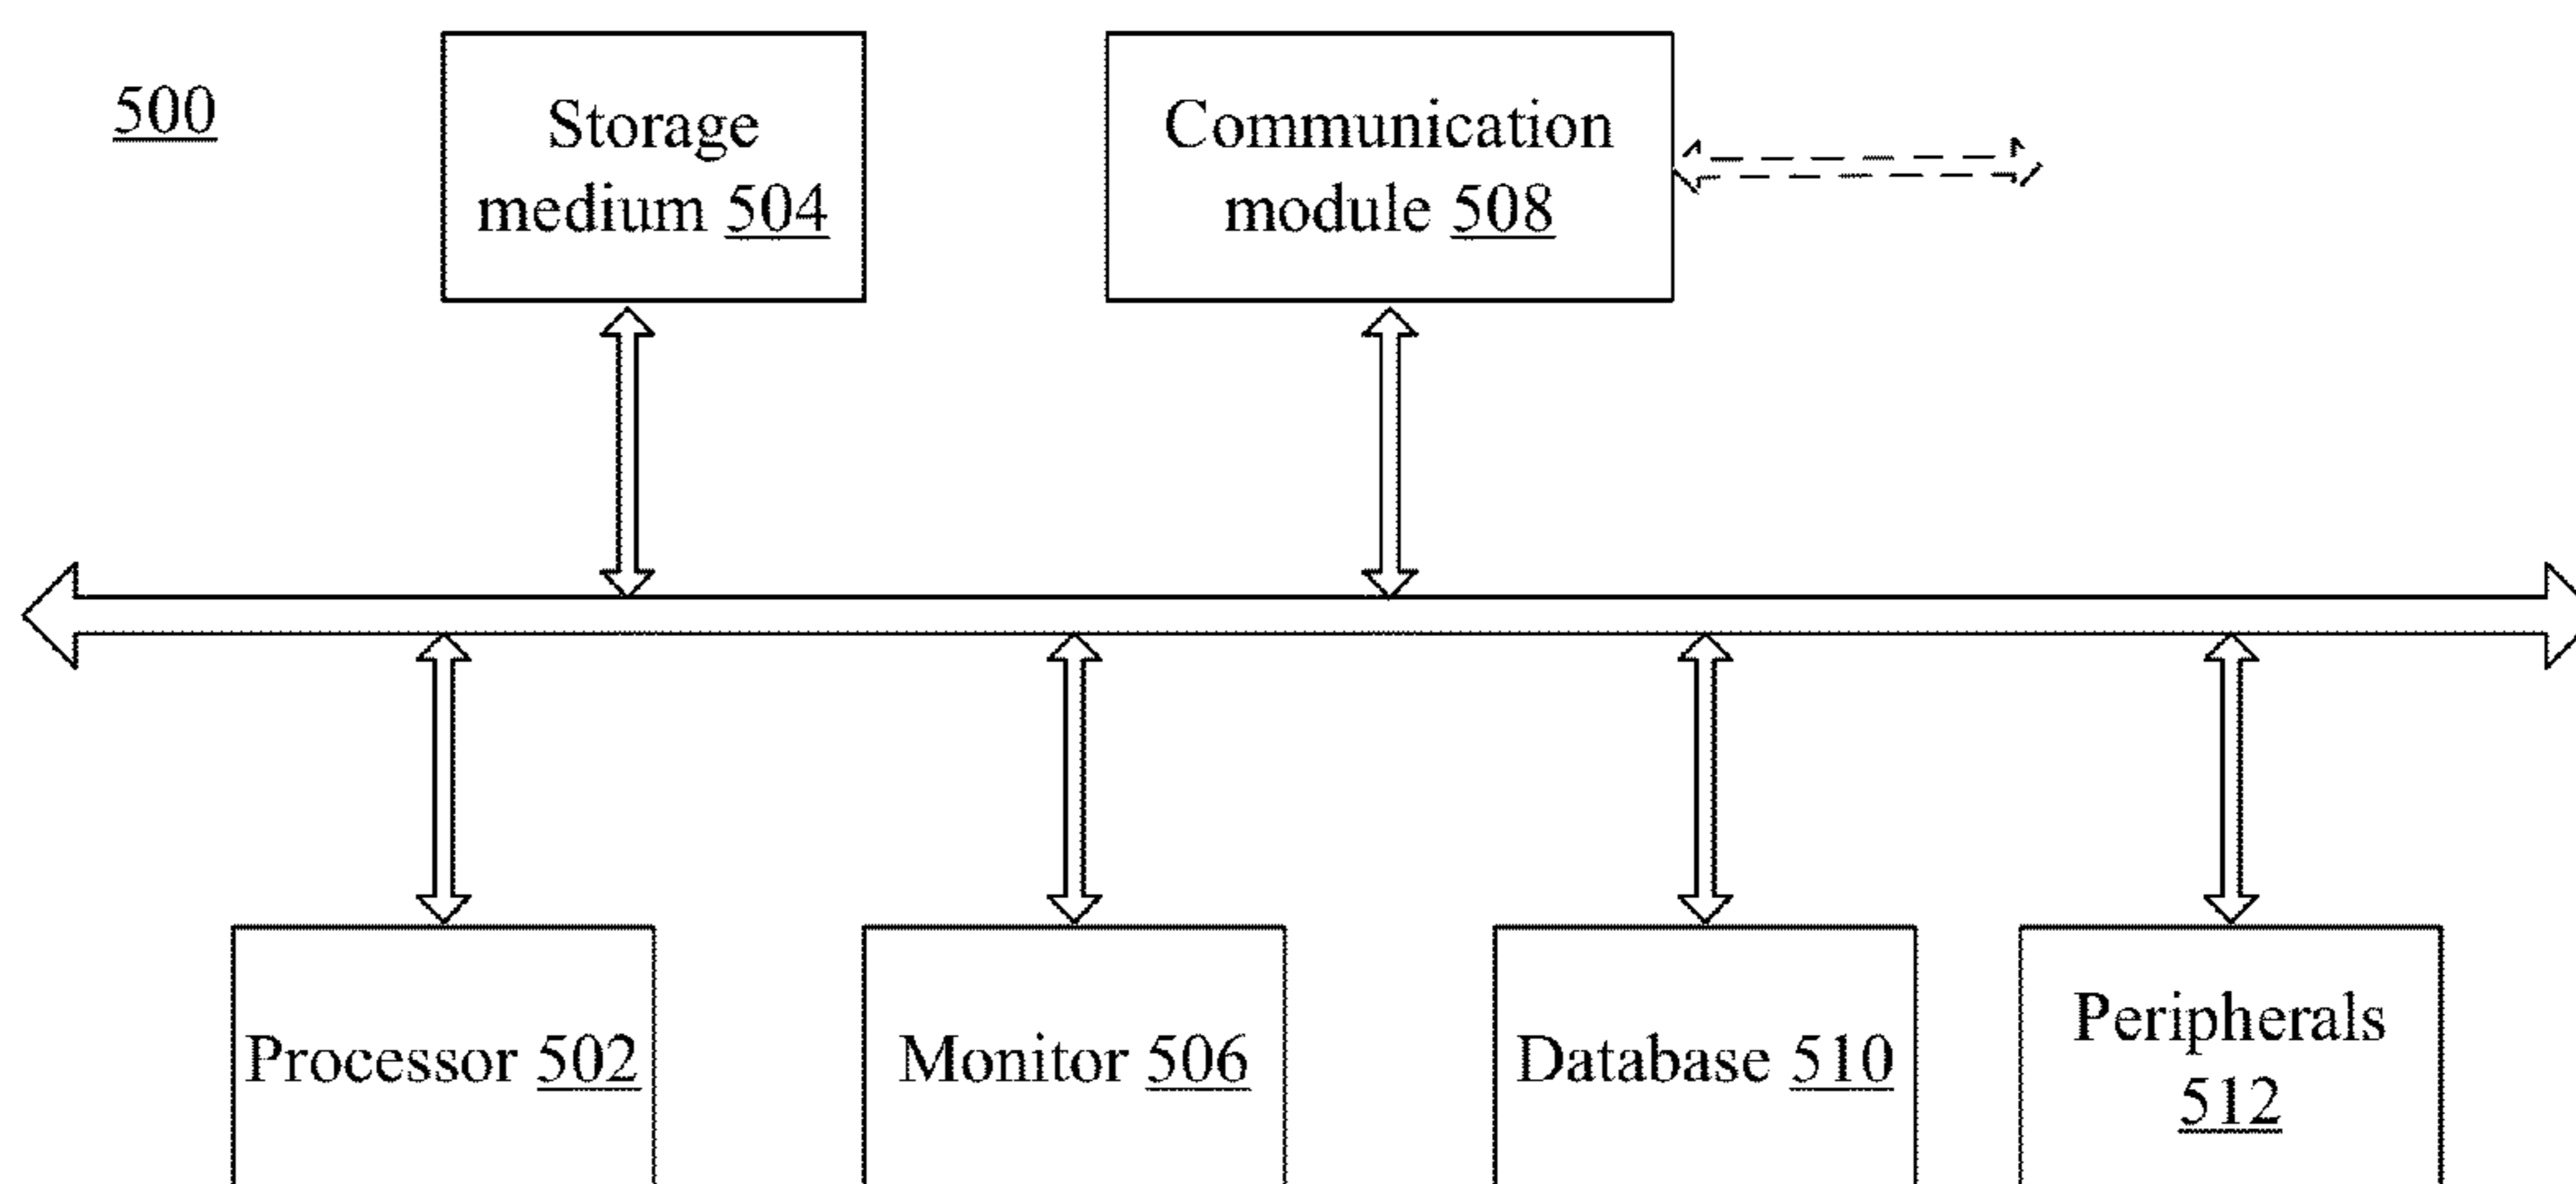 500
Storage
medium 504
Communication
module 508
Processor 502
Monitor 506
Database 510
Peripherals
512